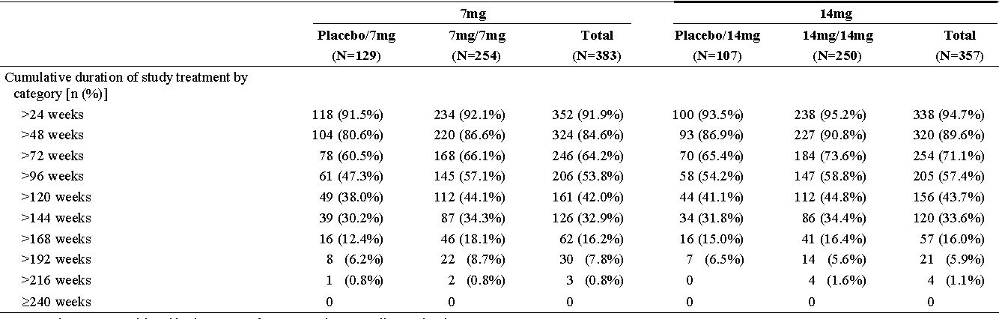 7mg 14mg
Placebo/7mg 7mg/7mg Total Placebo/14mg 14mg/14mg Total
(N=129) (N=254) (N=383) (N=107) (N=250) (N=357)
Cumulative duration of study treatment by
category [n (%)]
>24 weeks 118 (91.5%) 234 (92.1%) 352 (91.9%) 100 (93.5%) 238 (95.2%) 338 (94.7%)
>48 weeks 104 (80.6%) 220 (86.6%) 324 (84.6%) 93 (86.9%) 227 (90.8%) 320 (89.6%)
>72 weeks 78 (60.5%) 168 (66.1%) 246 (64.2%) 70 (65.4%) 184 (73.6%) 254 (71.1%)
>96 weeks 61 (47.3%) 145 (57.1%) 206 (53.8%) 58 (54.2%) 147 (58.8%) 205 (57.4%)
>120 weeks 49 (38.0%) 112 (44.1%) 161 (42.0%) 44 (41.1%) 112 (44.8%) 156 (43.7%)
>144 weeks 39 (30.2%) 87 (34.3%) 126 (32.9%) 34 (31.8%) 86 (34.4%) 120 (33.6%)
>168 weeks 16 (12.4%) 46 (18.1%) 62 (16.2%) 16 (15.0%) 41 (16.4%) 57 (16.0%)
>192 weeks 8 (6.2%) 22 (8.7%) 30 (7.8%) 7 (6.5%) 14 (5.6%) 21 (5.9%)
>216 weeks 1 (0.8%) 2 (0.8%) 3 (0.8%) 0 4 (1.6%) 4 (1.1%)
≥240 weeks 0 0 0 0 0 0